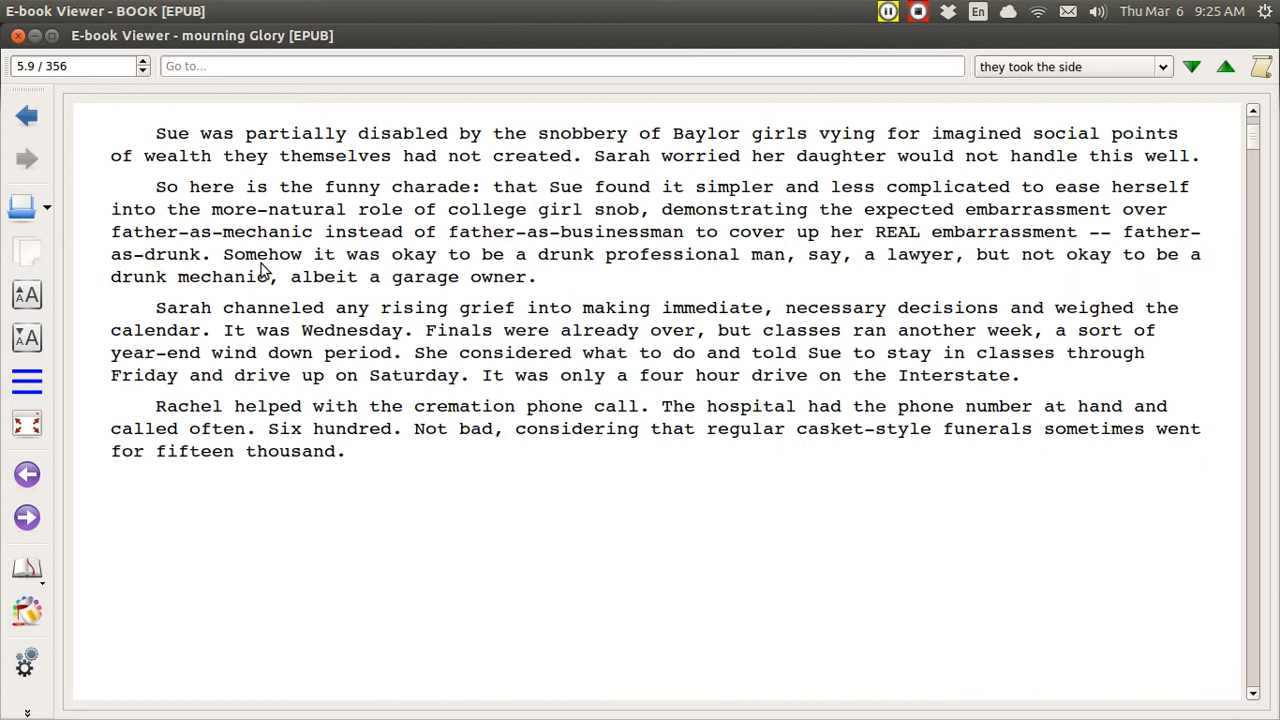 E-book Viewer - BOOK [EPUB]
En
Thu Mar 6
9:25 AM
E-book Viewer - mourning Glory [EPUB]
5.9 / 356
Go to...
they took the side
Sue was partially disabled by the snobbery of Baylor girls vying for imagined social points
of wealth they themselves had not created. Sarah worried her daughter would not handle this well.
So here is the funny charade: that Sue found it simpler and less complicated to ease herself
into the more-natural role of college girl snob, demonstrating the expected embarrassment over
father-as-mechanic instead of father-as-businessman to cover up her REAL embarrassment -- father-
as-drunk. Somehow it was okay to be a drunk professional man, say, a lawyer, but not okay to be a
drunk mechanic, albeit a garage owner.
Sarah channeled any rising grief into making immediate, necessary decisions and weighed the
calendar. It was Wednesday. Finals were already over, but classes ran another week, a sort of
year-end wind down period. She considered what to do and told Sue to stay in classes through
Friday and drive up on Saturday. It was only a four hour drive on the Interstate.
Rachel helped with the cremation phone call. The hospital had the phone number at hand and
called often. Six hundred. Not bad, considering that regular casket-style funerals sometimes went
for fifteen thousand.